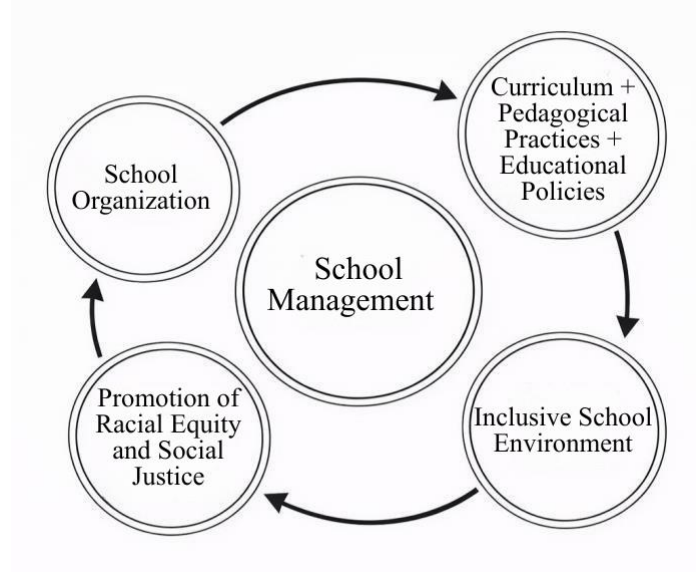 School
Organization
Curriculum +
Pedagogical
Practices +
Educational
Policies
School
Management
Promotion of
Racial Equity
and Social
Justice
Inclusive School
Environment